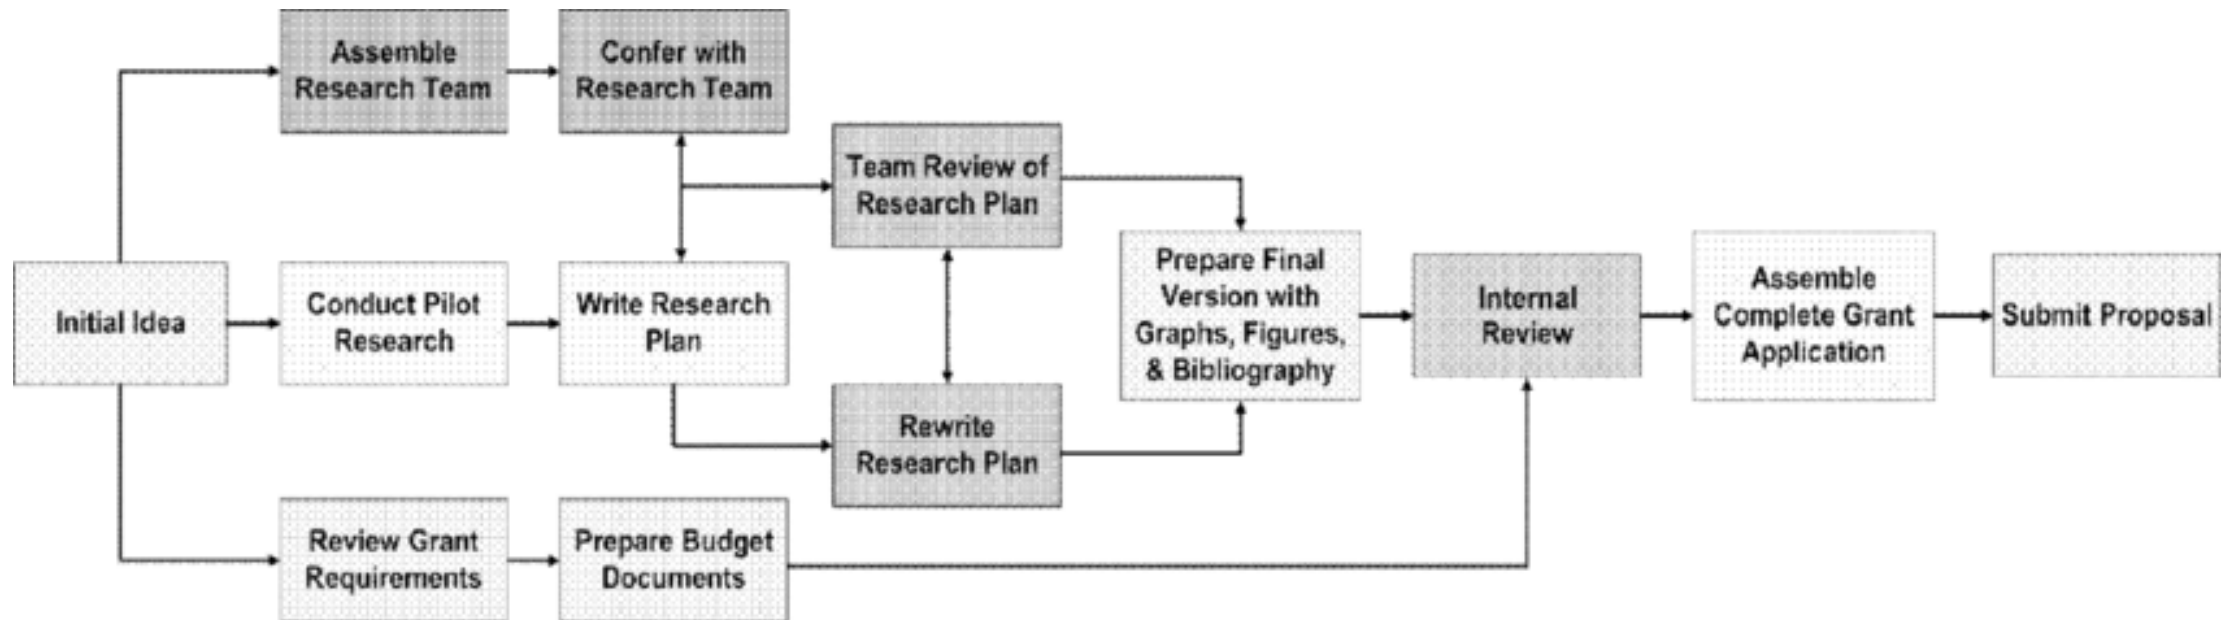 Assemble
Research Team
Confer with
Research Team
Team Review of
Research Plan
Initial Idea
Conduct Pilot
Research
Write Research
Plan
Prepare Final
Version with
Graphs, Figures,
& Bibliography
Internal
Review
Assemble
Complete Grant
Application
Submit Proposal
Rewrite
Research Plan
Review Grant
Requirements
Prepare Budget
Documents